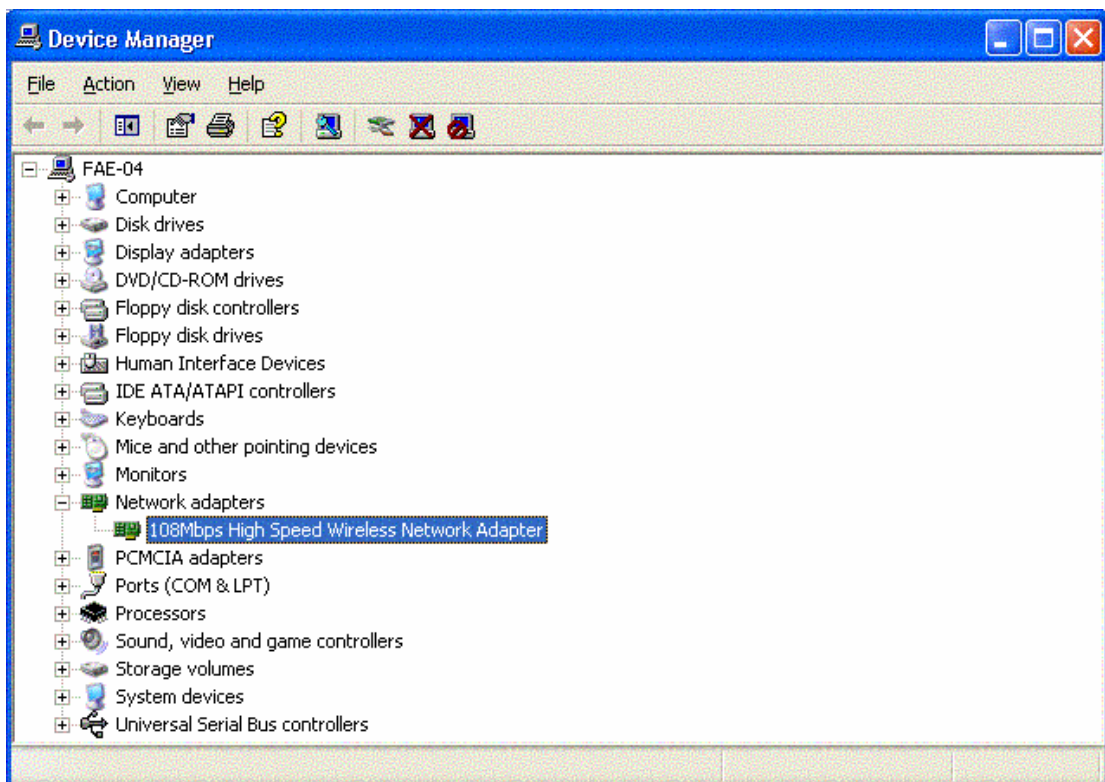 Device Manager
File Action View Help
FAE-04
Computer
Disk drives
Display adapters
DVD/CD-ROM drives
Floppy disk controllers
Floppy disk drives
Human Interface Devices
IDE ATA/ATAPI controllers
Keyboards
Mice and other pointing devices
Monitors
Network adapters
108Mbps High Speed Wireless Network Adapter
PCMCIA adapters
Ports (COM & LPT)
Processors
Sound, video and game controllers
Storage volumes
System devices
Universal Serial Bus controllers